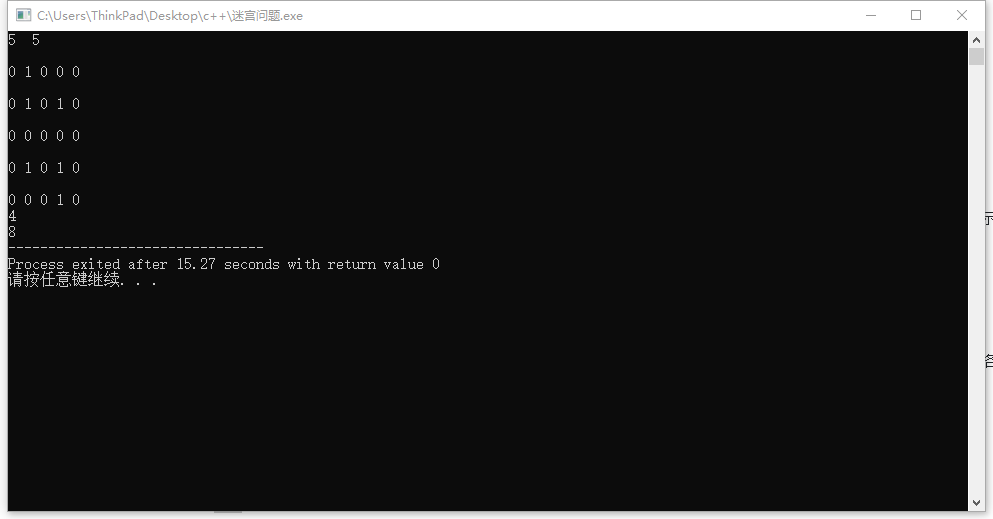 C:\Users\ThinkPad\Desktop\c++\迷宫问题.exe
5  5
0 1 0 0 0
0 1 0 1 0
0 0 0 0 0
0 1 0 1 0
0 0 0 1 0
4
8
--------------------------------
Process exited after 15.27 seconds with return value 0
请按任意键继续. . .